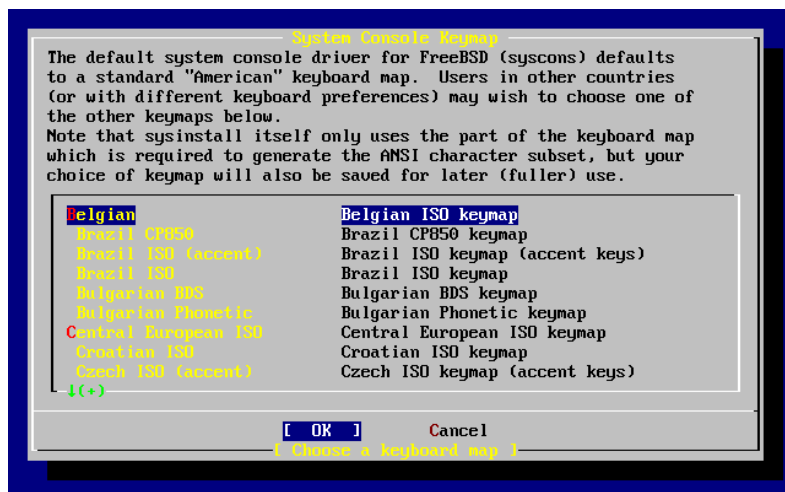 System Console Keymap
The default system console driver for FreeBSD (syscons) defaults
to a standard "American" keyboard map.  Users in other countries
(or with different keyboard preferences) may wish to choose one of
the other keymaps below.
Note that sysinstall itself only uses the part of the keyboard map
which is required to generate the ANSI character subset, but your
choice of keymap will also be saved for later (fuller) use.
Belgian Belgian ISO keymap
Brazil CP850 Brazil CP850 keymap
Brazil ISO (accent) Brazil ISO keymap (accent keys)
Brazil ISO Brazil ISO keymap
Bulgarian BDS Bulgarian BDS keymap
Bulgarian Phonetic Bulgarian Phonetic keymap
Central European ISO Central European ISO keymap
Croatian ISO Croatian ISO keymap
Czech ISO (accent) Czech ISO keymap (accent keys)
↓(+)
[ OK ] Cancel
[ Choose a keyboard map ]